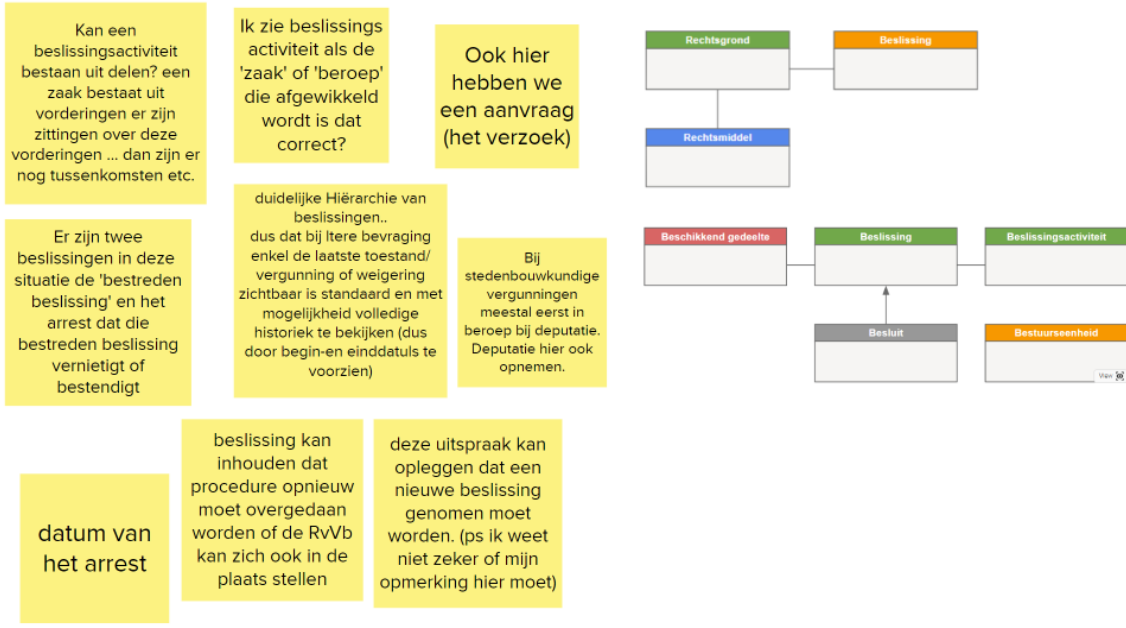 Kan een
beslissingsactiviteit
bestaan uit delen? een
zaak bestaat uit
vorderingen er zijn
zittingen over deze
vorderingen ... dan zijn er
nog tussenkomsten etc.
Ik zie beslissings
activiteit als de
'zaak' of 'beroep'
die afgewikkeld
wordt is dat
correct?
Ook hier
hebben we
een aanvraag
(het verzoek)
Er zijn twee
beslissingen in deze
situatie de 'bestreden
beslissing' en het
arrest dat die
bestreden beslissing
vernietigt of
bestendigt
duidelijke Hiërarchie van
beslissingen..
dus dat bij ltere bevraging
enkel de laatste toestand/
vergunning of weigering
zichtbaar is standaard en met
mogelijkheid volledige
historiek te bekijken (dus
door begin-en einddatuls te
voorzien)
Bij
stedenbouwkundige
vergunningen
meestal eerst in
beroep bij deputatie.
Deputatie hier ook
opnemen.
datum van
het arrest
beslissing kan
inhouden dat
procedure opnieuw
moet overgedaan
worden of de RvVb
kan zich ook in de
plaats stellen
deze uitspraak kan
opleggen dat een
nieuwe beslissing
genomen moet
worden. (ps ik weet
niet zeker of mijn
opmerking hier moet)
Rechtsgrond
Beslissing
Rechtsmiddel
Beschikkend gedeelte
Beslissing
Beslissingsactiviteit
Besluit
Bestuurseenheid
View